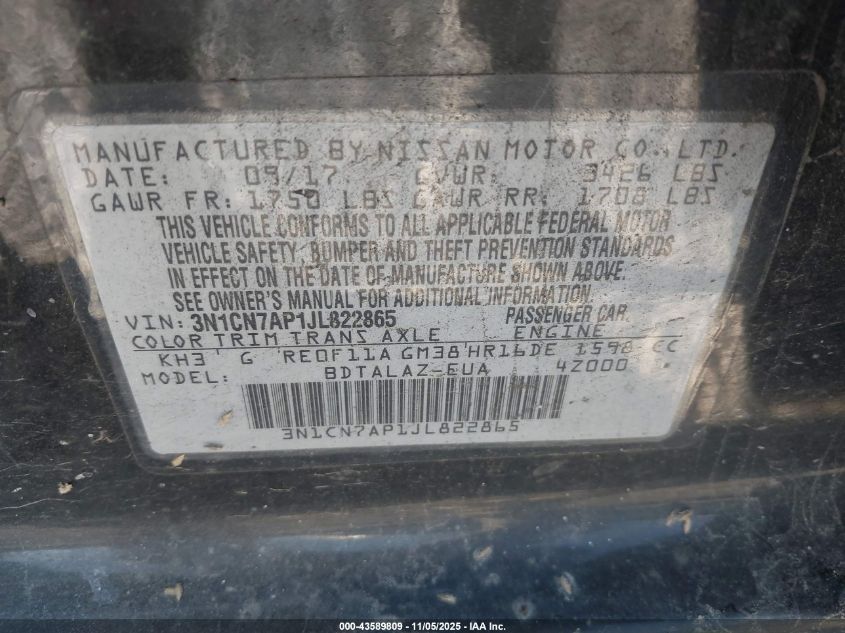 MANUFACTURED BY NISSAN MOTOR CO., LTD.
DATE: 09/17 GVWR: 3426 LBS
GAWR FR: 1750 LBS GAWR RR: 1708 LBS
THIS VEHICLE CONFORMS TO ALL APPLICABLE FEDERAL MOTOR
VEHICLE SAFETY, BUMPER AND THEFT PREVENTION STANDARDS
IN EFFECT ON THE DATE OF MANUFACTURE SHOWN ABOVE.
SEE OWNER'S MANUAL FOR ADDITIONAL INFORMATION.
VIN: 3N1CN7AP1JL822865 PASSENGER CAR
COLOR TRIM TRANS AXLE ENGINE
KH3 G RE0F11A GM38 HR16DE 1598 CC
MODEL: BDTALAZ-EUA 4Z000
3N1CN7AP1JL822865
000-43589809 | 11/05/2025 | IAA Inc.